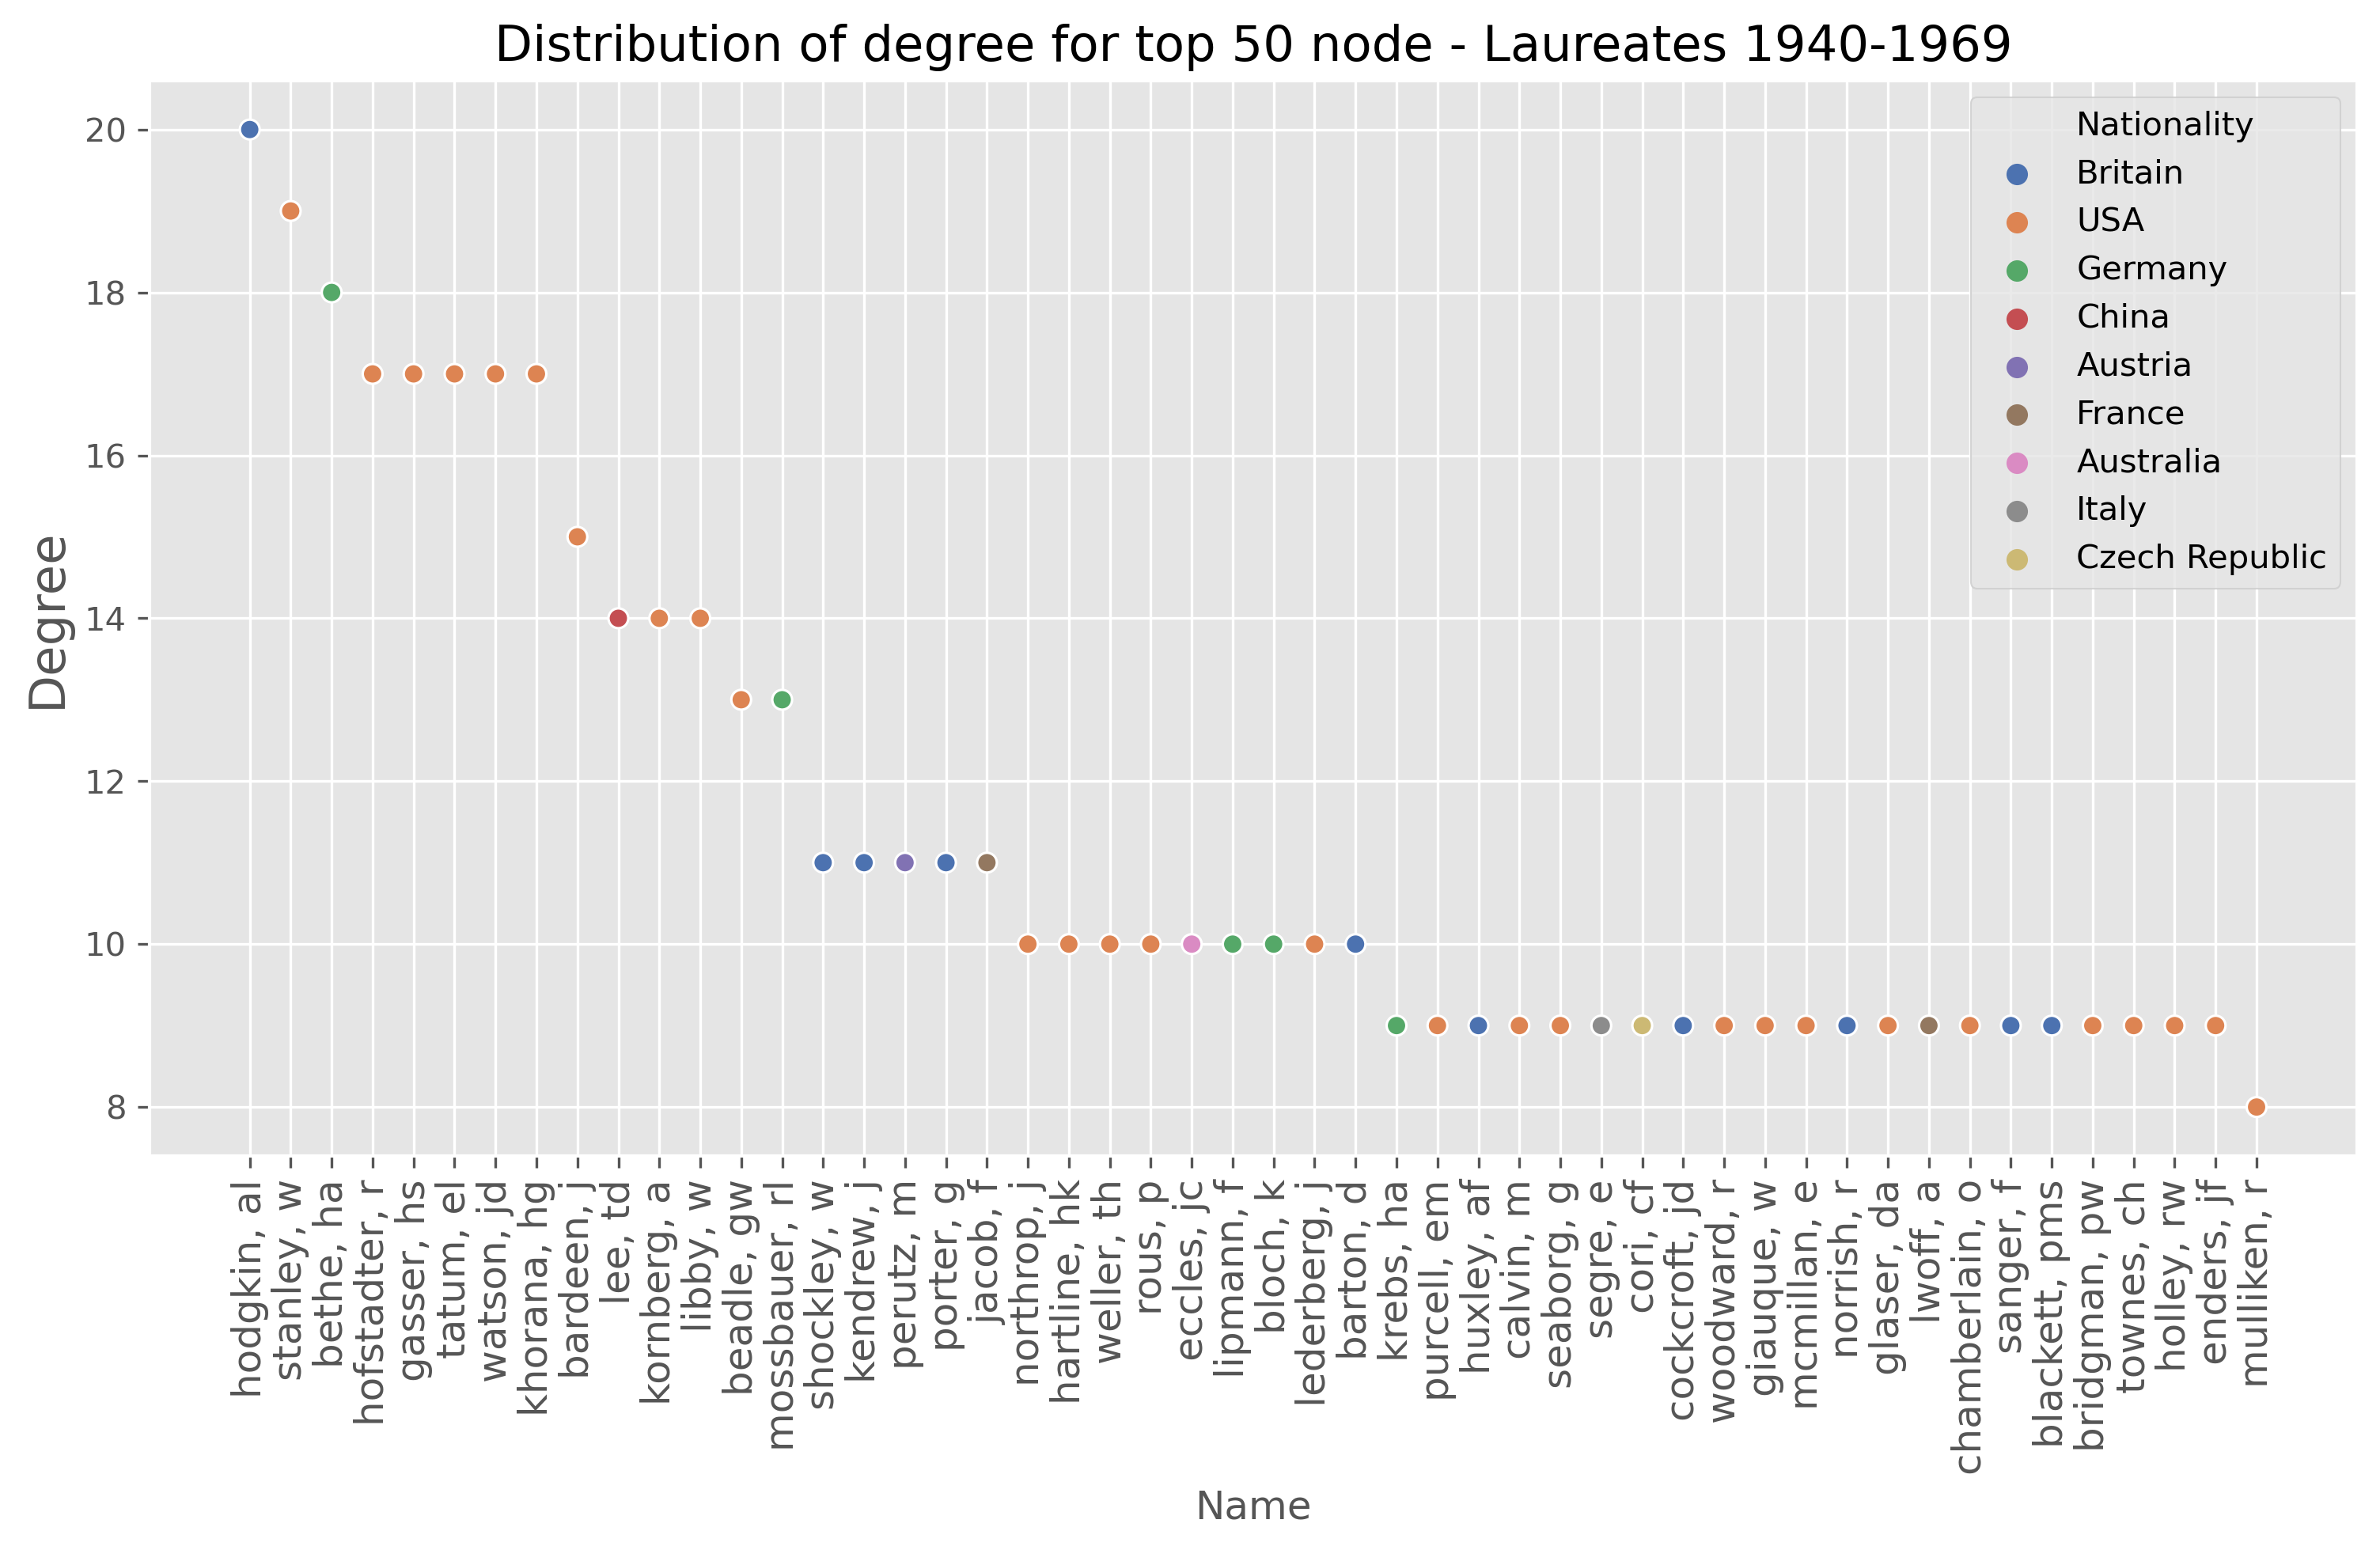 Distribution of degree for top 50 node - Laureates 1940-1969
Degree
20
18
16
14
12
10
8
Nationality
Britain
USA
Germany
China
Austria
France
Australia
Italy
Czech Republic
hodgkin, al
stanley, w
bethe, ha
hofstadter, r
gasser, hs
tatum, el
watson, jd
khorana, hg
bardeen, j
lee, td
kornberg, a
libby, w
beadle, gw
mossbauer, rl
shockley, w
kendrew, j
perutz, m
porter, g
jacob, f
northrop, j
hartline, hk
weller, th
rous, p
eccles, jc
lipmann, f
bloch, k
lederberg, j
barton, d
krebs, ha
purcell, em
huxley, af
calvin, m
seaborg, g
segre, e
cori, cf
cockcroft, jd
woodward, r
giauque, w
mcmillan, e
norrish, r
glaser, da
lwoff, a
chamberlain, o
sanger, f
blackett, pms
bridgman, pw
townes, ch
holley, rw
enders, jf
mulliken, r
Name